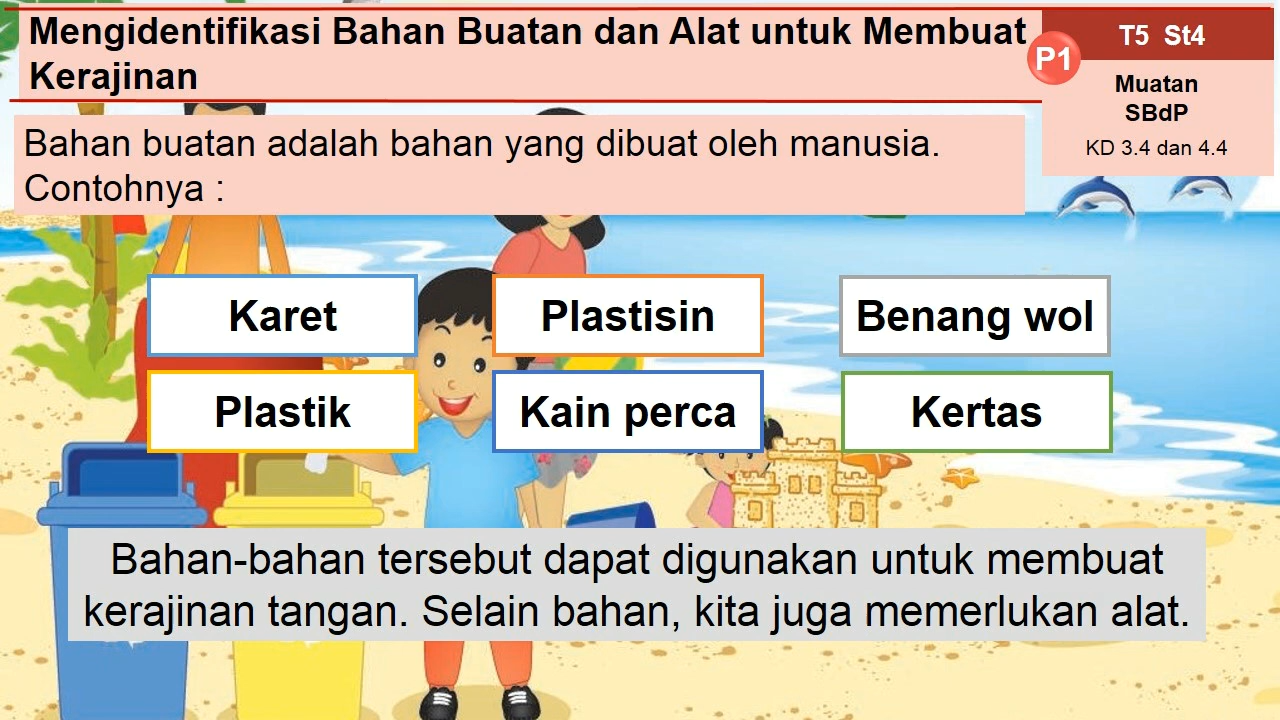 Mengidentifikasi Bahan Buatan dan Alat untuk Membuat
Kerajinan
P1
T5 St4
Muatan
SBdP
KD 3.4 dan 4.4
Bahan buatan adalah bahan yang dibuat oleh manusia.
Contohnya :
Karet
Plastisin
Benang wol
Plastik
Kain perca
Kertas
Bahan-bahan tersebut dapat digunakan untuk membuat
kerajinan tangan. Selain bahan, kita juga memerlukan alat.